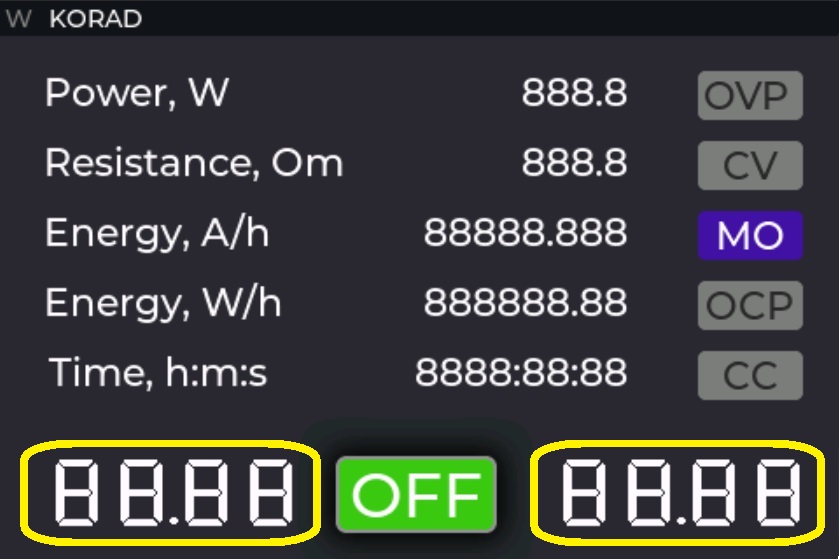 W KORAD
Power, W 888.8 OVP
Resistance, Om 888.8 CV
Energy, A/h 88888.888 MO
Energy, W/h 888888.88 OCP
Time, h:m:s 8888:88:88 CC
88.88 OFF 88.88